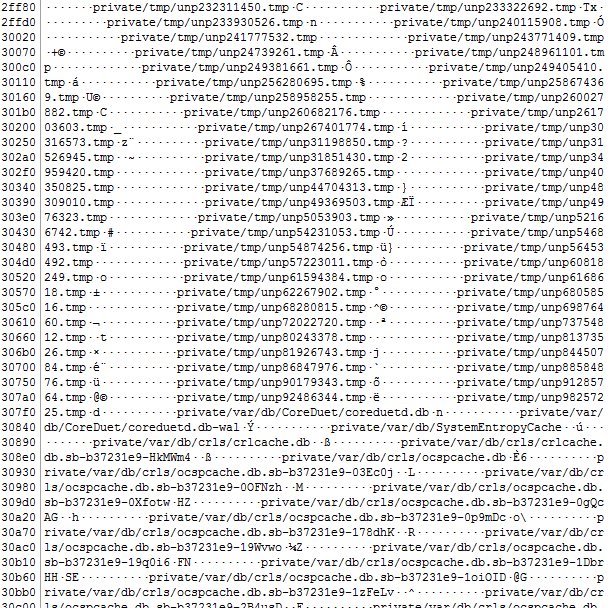 2ff80 ·······private/tmp/unp232311450.tmp·C···········private/tmp/unp233322692.tmp·Tx·
2ffd0 ··········private/tmp/unp233930526.tmp·n···········private/tmp/unp240115908.tmp·Ó
30020 ············private/tmp/unp241777532.tmp·············private/tmp/unp243771409.tmp
30070 ·+©···········private/tmp/unp24739261.tmp·Â···········private/tmp/unp248961101.tm
300c0 p·············private/tmp/unp249381661.tmp·Ô···········private/tmp/unp249405410.
30110 tmp·á···········private/tmp/unp256280695.tmp·%···········private/tmp/unp25867436
30160 9.tmp·U©··········private/tmp/unp258958255.tmp·············private/tmp/unp260027
301b0 882.tmp·C···········private/tmp/unp260682176.tmp·············private/tmp/unp2617
30200 03603.tmp·_···········private/tmp/unp267401774.tmp·í···········private/tmp/unp30
30250 316573.tmp·z¨··········private/tmp/unp31198850.tmp·?···········private/tmp/unp31
302a0 526945.tmp··~··········private/tmp/unp31851430.tmp·2···········private/tmp/unp34
302f0 959420.tmp·············private/tmp/unp37689265.tmp·············private/tmp/unp40
30340 350825.tmp·············private/tmp/unp44704313.tmp·}···········private/tmp/unp48
30390 309010.tmp·············private/tmp/unp49369503.tmp·ÆÏ··········private/tmp/unp49
303e0 76323.tmp·············private/tmp/unp5053903.tmp·»···········private/tmp/unp5216
30430 6742.tmp·#···········private/tmp/unp54231053.tmp·Ú···········private/tmp/unp5468
30480 493.tmp·ï···········private/tmp/unp54874256.tmp·ü}··········private/tmp/unp56453
304d0 492.tmp·············private/tmp/unp57223011.tmp·ò···········private/tmp/unp60818
30520 249.tmp·o···········private/tmp/unp61594384.tmp·o···········private/tmp/unp61686
30570 18.tmp·±···········private/tmp/unp62267902.tmp·°···········private/tmp/unp680585
305c0 16.tmp·············private/tmp/unp68280815.tmp·^©··········private/tmp/unp698764
30610 60.tmp·¬···········private/tmp/unp72022720.tmp··ª··········private/tmp/unp737548
30660 12.tmp··t··········private/tmp/unp80243378.tmp·············private/tmp/unp813735
306b0 26.tmp·×···········private/tmp/unp81926743.tmp·j···········private/tmp/unp844507
30700 84.tmp·é¨··········private/tmp/unp86847976.tmp·`···········private/tmp/unp885848
30750 76.tmp·ü···········private/tmp/unp90179343.tmp·õ···········private/tmp/unp912857
307a0 64.tmp·@©··········private/tmp/unp92486344.tmp·ë···········private/tmp/unp982572
307f0 25.tmp·d···········private/var/db/CoreDuet/coreduetd.db·n···········private/var/
30840 db/CoreDuet/coreduetd.db-wal·Ý···········private/var/db/SystemEntropyCache··ú····
30890 ·······private/var/db/crls/crlcache.db··ß···········private/var/db/crls/crlcache.
308e0 db.sb-b37231e9-HkMWm4··ß··········private/var/db/crls/ocspcache.db·È6··········p
30930 rivate/var/db/crls/ocspcache.db.sb-b37231e9-03Ec0j··L··········private/var/db/cr
30980 ls/ocspcache.db.sb-b37231e9-0OFNzh··M··········private/var/db/crls/ocspcache.db.
309d0 sb-b37231e9-0Xfotw·HZ··········private/var/db/crls/ocspcache.db.sb-b37231e9-0gQc
30a20 AG··h··········private/var/db/crls/ocspcache.db.sb-b37231e9-0p9mDc·o\··········p
30a70 rivate/var/db/crls/ocspcache.db.sb-b37231e9-178dhK··R··········private/var/db/cr
30ac0 ls/ocspcache.db.sb-b37231e9-19Wvwo·¼Z··········private/var/db/crls/ocspcache.db.
30b10 sb-b37231e9-19q0i6·FN··········private/var/db/crls/ocspcache.db.sb-b37231e9-1Dbr
30b60 HH·SE··········private/var/db/crls/ocspcache.db.sb-b37231e9-1oiOID·@G··········p
30bb0 rivate/var/db/crls/ocspcache.db.sb-b37231e9-1zFeLv··^··········private/var/db/cr
30c00 ls/ocspcache.db.sb-b37231e9-2B4usD··E··········private/var/db/crls/ocspcache.db.